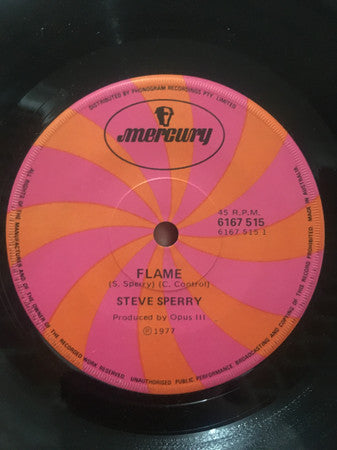 DISTRIBUTED BY PHONOGRAM RECORDINGS PTY. LIMITED
mercury
45 R.P.M.
6167 515
6167 515.1
FLAME
(S. Sperry) (C. Control)
STEVE SPERRY
Produced by Opus III
℗ 1977
ALL RIGHTS OF THE MANUFACTURER AND OF THE OWNER OF THE RECORDED WORK RESERVED
UNAUTHORISED PUBLIC PERFORMANCE, BROADCASTING AND COPYING OF THIS RECORD PROHIBITED
MADE IN AUSTRALIA